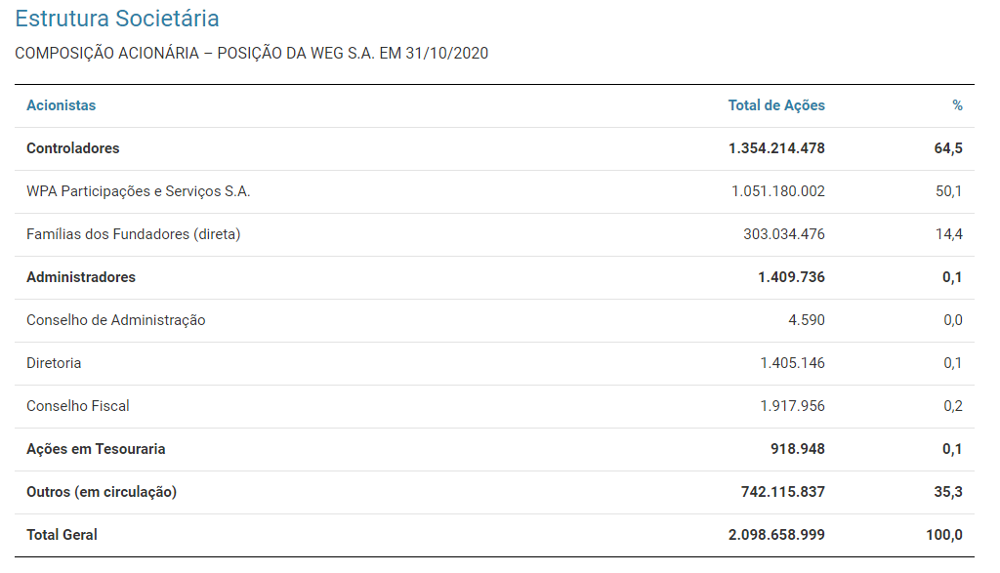 Estrutura Societária
COMPOSIÇÃO ACIONÁRIA – POSIÇÃO DA WEG S.A. EM 31/10/2020
Acionistas Total de Ações %
Controladores 1.354.214.478 64,5
WPA Participações e Serviços S.A. 1.051.180.002 50,1
Famílias dos Fundadores (direta) 303.034.476 14,4
Administradores 1.409.736 0,1
Conselho de Administração 4.590 0,0
Diretoria 1.405.146 0,1
Conselho Fiscal 1.917.956 0,2
Ações em Tesouraria 918.948 0,1
Outros (em circulação) 742.115.837 35,3
Total Geral 2.098.658.999 100,0